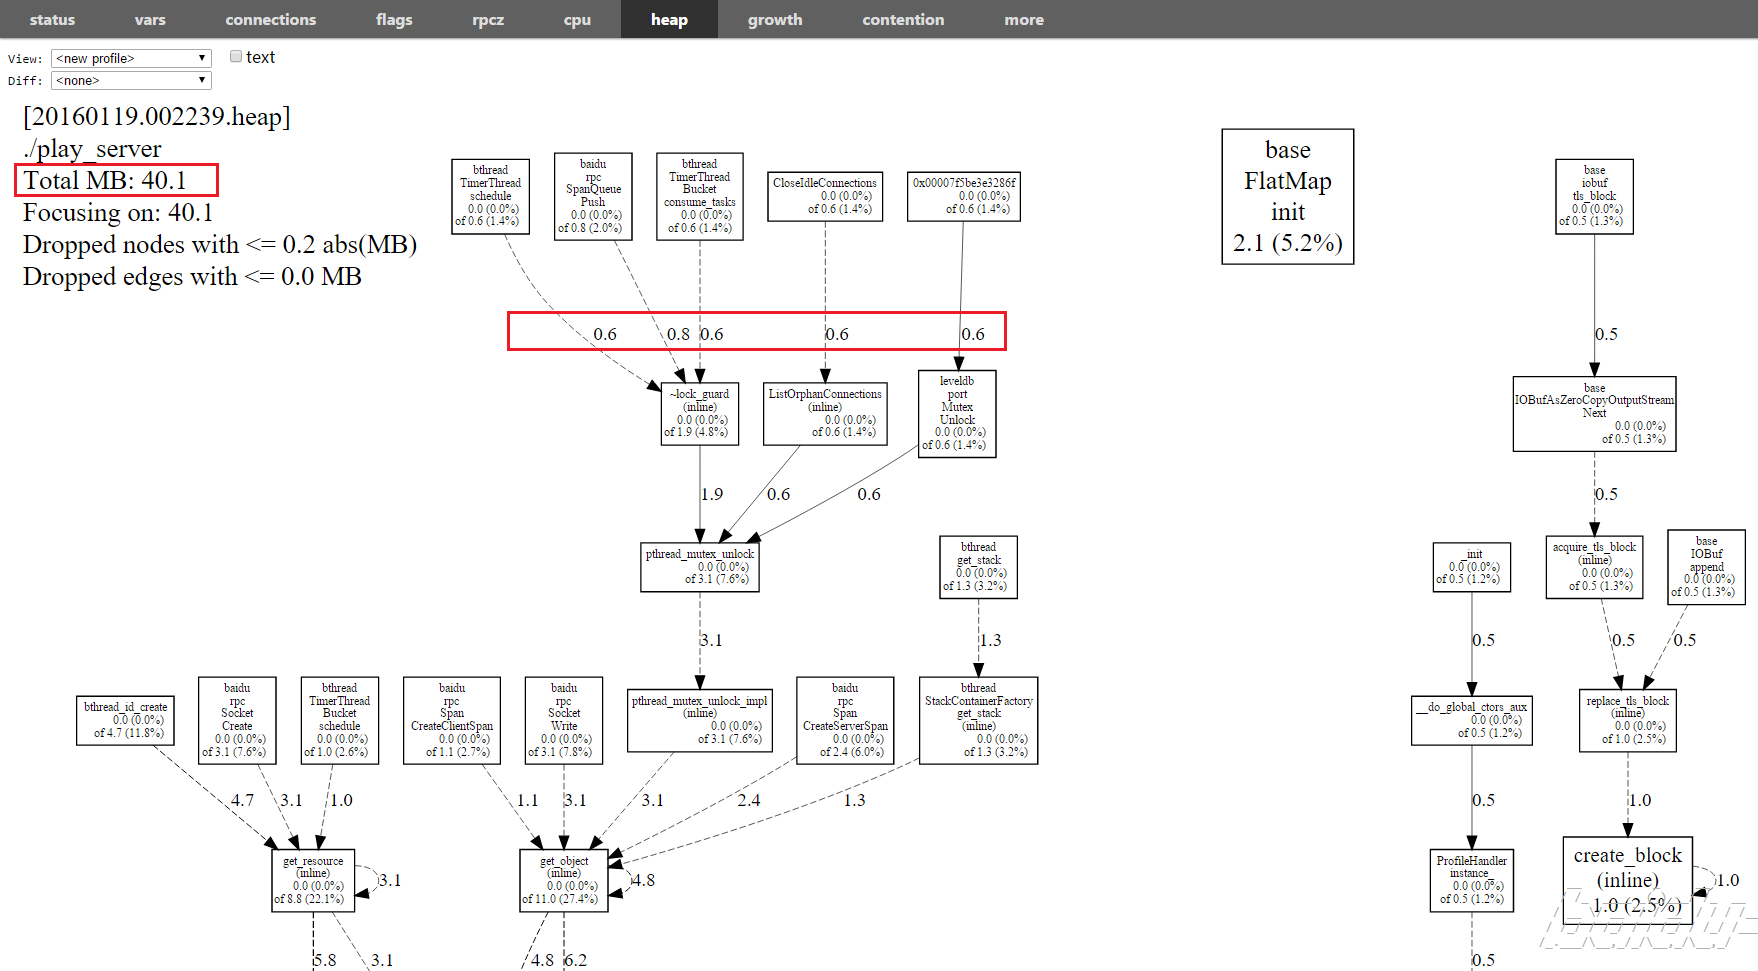 status vars connections flags rpcz cpu heap growth contention more
View: <new profile> text
Diff: <none>
[20160119.002239.heap]
./play_server
Total MB: 40.1
Focusing on: 40.1
Dropped nodes with <= 0.2 abs(MB)
Dropped edges with <= 0.0 MB
bthread
TimerThread
schedule
0.0 (0.0%)
of 0.6 (1.4%)
baidu
rpc
SpanQueue
Push
0.0 (0.0%)
of 0.8 (2.0%)
bthread
TimerThread
Bucket
consume_tasks
0.0 (0.0%)
of 0.6 (1.4%)
CloseIdleConnections
0.0 (0.0%)
of 0.6 (1.4%)
0x00007f5be3e3286f
0.0 (0.0%)
of 0.6 (1.4%)
base
FlatMap
init
2.1 (5.2%)
base
iobuf
tls_block
0.0 (0.0%)
of 0.5 (1.3%)
0.6 0.8 0.6 0.6 0.6 0.5
~lock_guard
(inline)
0.0 (0.0%)
of 1.9 (4.8%)
ListOrphanConnections
(inline)
0.0 (0.0%)
of 0.6 (1.4%)
leveldb
port
Mutex
Unlock
0.0 (0.0%)
of 0.6 (1.4%)
base
IOBufAsZeroCopyOutputStream
Next
0.0 (0.0%)
of 0.5 (1.3%)
1.9 0.6 0.6 0.5
pthread_mutex_unlock
0.0 (0.0%)
of 3.1 (7.6%)
bthread
get_stack
0.0 (0.0%)
of 1.3 (3.2%)
_init
0.0 (0.0%)
of 0.5 (1.2%)
acquire_tls_block
(inline)
0.0 (0.0%)
of 0.5 (1.3%)
base
IOBuf
append
0.0 (0.0%)
of 0.5 (1.3%)
3.1 1.3 0.5 0.5 0.5
bthread_id_create
0.0 (0.0%)
of 4.7 (11.8%)
baidu
rpc
Socket
Create
0.0 (0.0%)
of 3.1 (7.6%)
bthread
TimerThread
Bucket
schedule
0.0 (0.0%)
of 1.0 (2.6%)
baidu
rpc
Span
CreateClientSpan
0.0 (0.0%)
of 1.1 (2.7%)
baidu
rpc
Socket
Write
0.0 (0.0%)
of 3.1 (7.8%)
pthread_mutex_unlock_impl
(inline)
0.0 (0.0%)
of 3.1 (7.6%)
baidu
rpc
Span
CreateServerSpan
0.0 (0.0%)
of 2.4 (6.0%)
bthread
StackContainerFactory
get_stack
(inline)
0.0 (0.0%)
of 1.3 (3.2%)
__do_global_ctors_aux
0.0 (0.0%)
of 0.5 (1.2%)
replace_tls_block
(inline)
0.0 (0.0%)
of 1.0 (2.5%)
4.7 3.1 1.0 1.1 3.1 3.1 2.4 1.3 0.5 1.0
get_resource
(inline)
0.0 (0.0%)
of 8.8 (22.1%)
3.1
get_object
(inline)
0.0 (0.0%)
of 11.0 (27.4%)
4.8
ProfileHandler
instance_
0.0 (0.0%)
of 0.5 (1.2%)
create_block
(inline)
1.0 (2.5%)
1.0
5.8 3.1 4.8 6.2 0.5